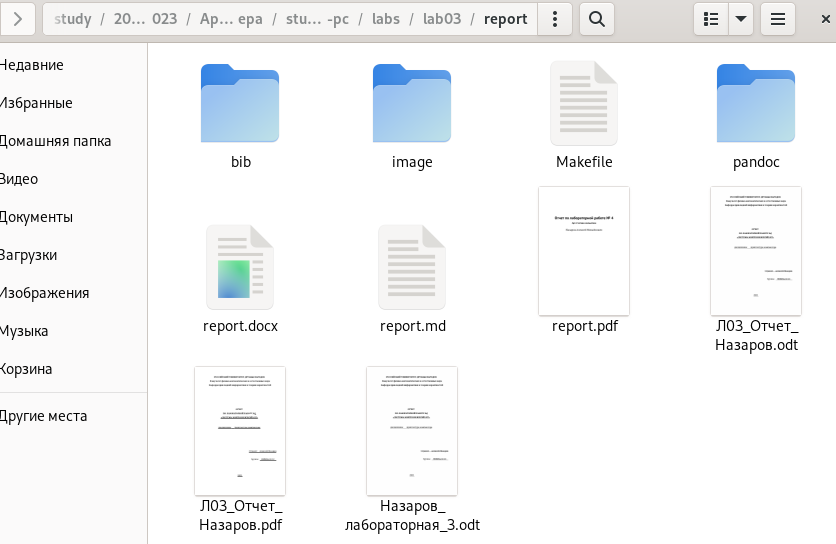 study / 20… 023 / Ap… epa / stu… -pc / labs / lab03 / report
Недавние
Избранные
Домашняя папка
Видео
Документы
Загрузки
Изображения
Музыка
Корзина
Другие места
bib
image
Makefile
pandoc
report.docx
report.md
report.pdf
Л03_Отчет_
Назаров.odt
Л03_Отчет_
Назаров.pdf
Назаров_
лабораторная_3.odt